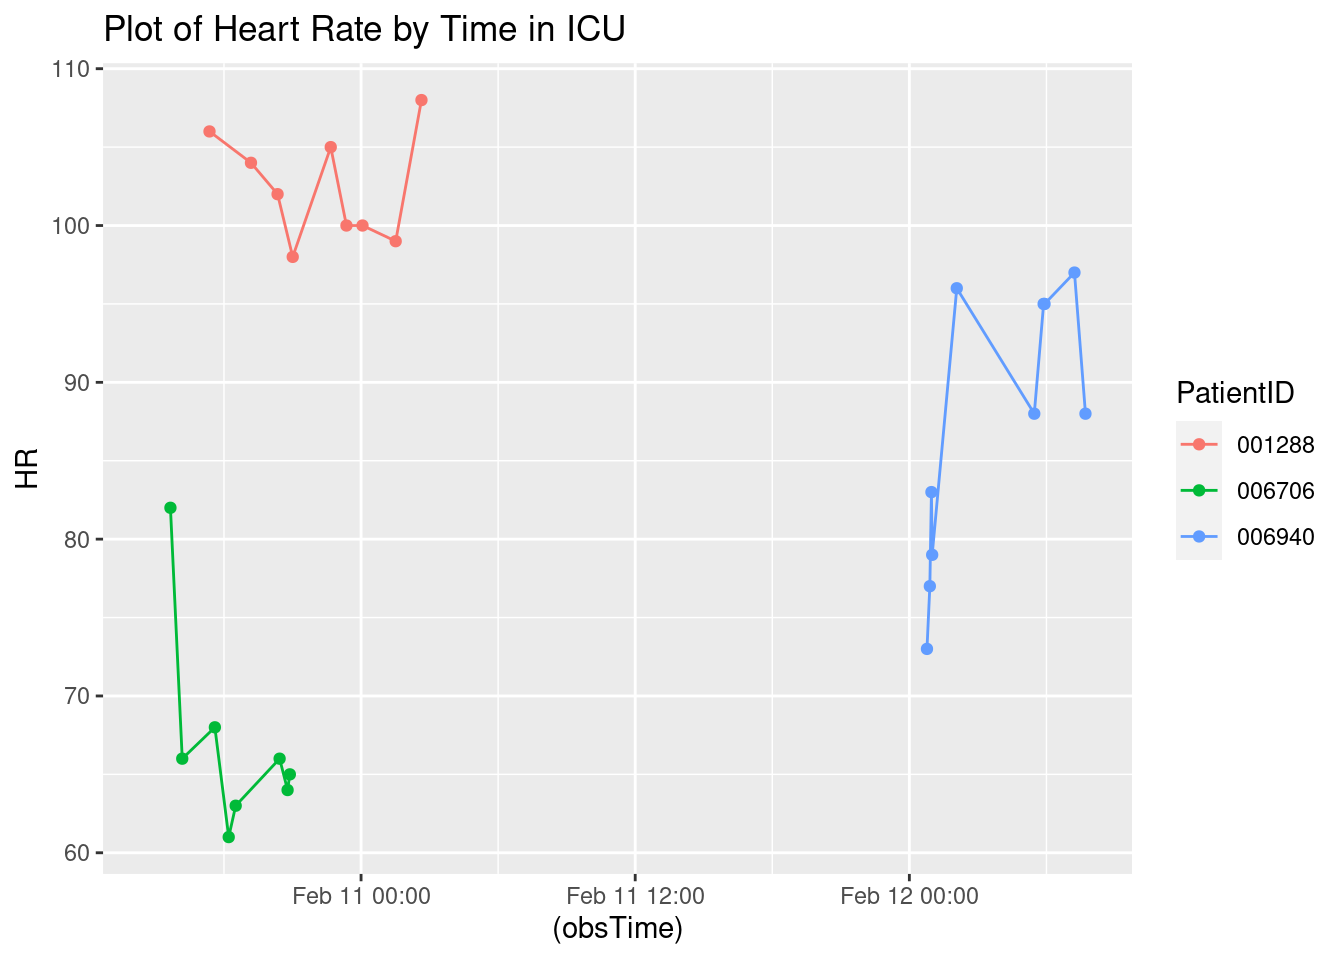 Plot of Heart Rate by Time in ICU
110
100
90
80
70
60
HR
Feb 11 00:00
Feb 11 12:00
Feb 12 00:00
(obsTime)
PatientID
001288
006706
006940